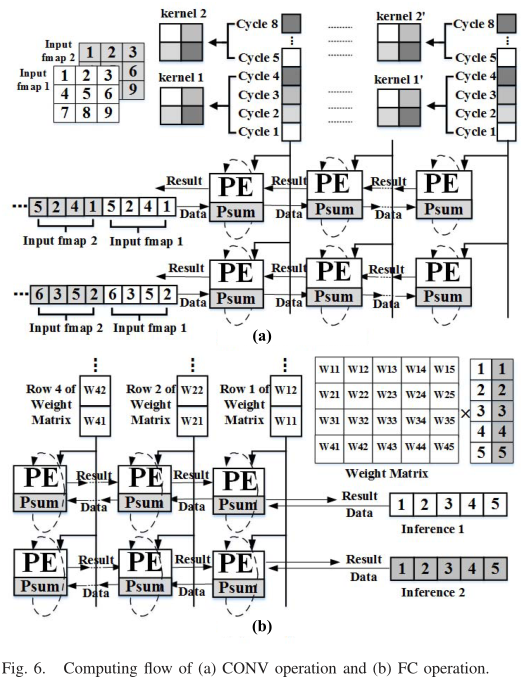 kernel 2
Cycle 8
kernel 2'
Cycle 8
Input
fmap 2
1 2 3
Input
fmap 1
1 2 3 6
4 5 6 9
7 8 9
Cycle 5
Cycle 5
kernel 1
Cycle 4
kernel 1'
Cycle 4
Cycle 3
Cycle 3
Cycle 2
Cycle 2
Cycle 1
Cycle 1
Result PE Result PE Result PE
5 2 4 1 5 2 4 1 Data Psum Data Psum Data Psum
Input fmap 2 Input fmap 1
Result PE Result PE Result PE
6 3 5 2 6 3 5 2 Data Psum Data Psum Data Psum
Input fmap 2 Input fmap 1
(a)
Row 4 of Weight Matrix W42 W41
Row 2 of Weight Matrix W22 W21
Row 1 of Weight Matrix W12 W11
W11 W12 W13 W14 W15
W21 W22 W23 W24 W25
W31 W32 W33 W34 W35
W41 W42 W43 W44 W45
Weight Matrix
×
1 1
2 2
3 3
4 4
5 5
PE Result PE Result PE Result
Psum Data Psum Data Psum Data
1 2 3 4 5
Inference 1
PE Result PE Result PE Result
Psum Data Psum Data Psum Data
1 2 3 4 5
Inference 2
(b)
Fig. 6. Computing flow of (a) CONV operation and (b) FC operation.